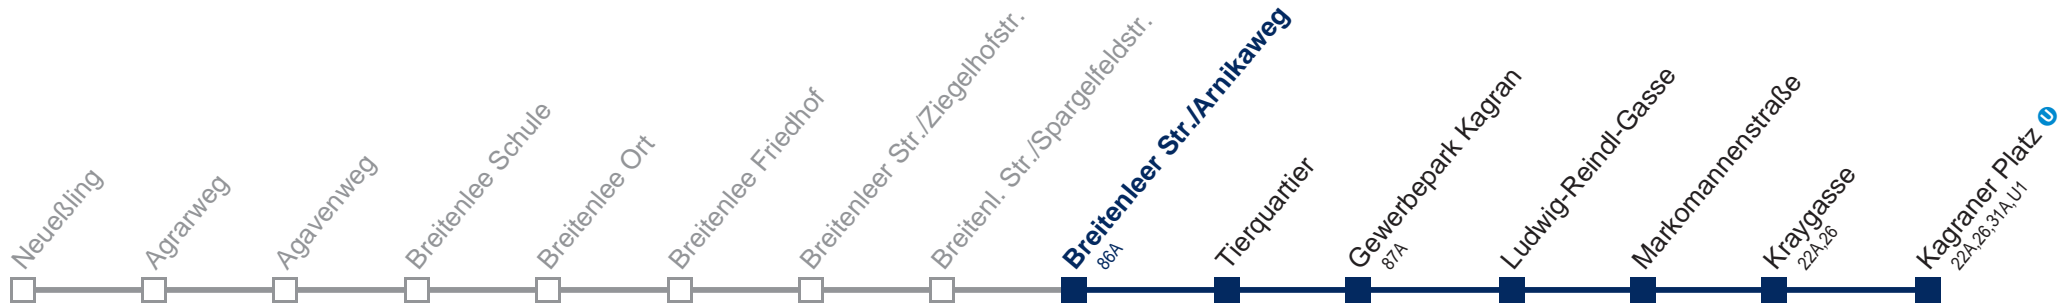 Neueßling
Agrarweg
Agavenweg
Breitenlee Schule
Breitenlee Ort
Breitenlee Friedhof
Breitenleer Str./Ziegelhofstr.
Breitenl. Str./Spargelfeldstr.
Breitenleer Str./Arnikaweg
86A
Tierquartier
Gewerbepark Kagran
87A
Ludwig-Reindl-Gasse
Markomannenstraße
Kraygasse
22A,26
Kagraner Platz U
22A,26,31A,U1